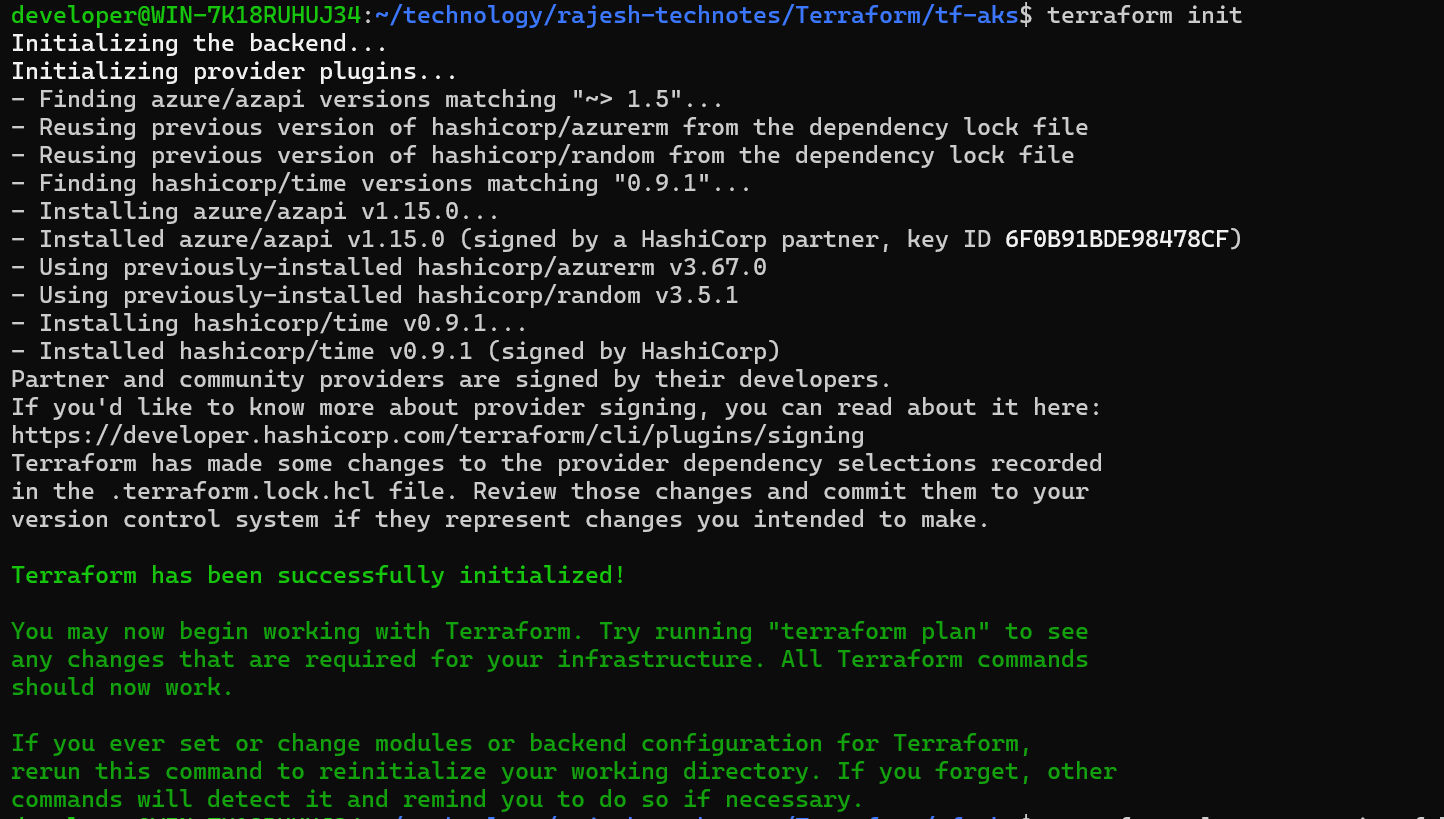 developer@WIN-7K18RUHUJ34:~/technology/rajesh-technotes/Terraform/tf-aks$ terraform init
Initializing the backend...
Initializing provider plugins...
- Finding azure/azapi versions matching "~> 1.5"...
- Reusing previous version of hashicorp/azurerm from the dependency lock file
- Reusing previous version of hashicorp/random from the dependency lock file
- Finding hashicorp/time versions matching "0.9.1"...
- Installing azure/azapi v1.15.0...
- Installed azure/azapi v1.15.0 (signed by a HashiCorp partner, key ID 6F0B91BDE98478CF)
- Using previously-installed hashicorp/azurerm v3.67.0
- Using previously-installed hashicorp/random v3.5.1
- Installing hashicorp/time v0.9.1...
- Installed hashicorp/time v0.9.1 (signed by HashiCorp)
Partner and community providers are signed by their developers.
If you'd like to know more about provider signing, you can read about it here:
https://developer.hashicorp.com/terraform/cli/plugins/signing
Terraform has made some changes to the provider dependency selections recorded
in the .terraform.lock.hcl file. Review those changes and commit them to your
version control system if they represent changes you intended to make.
Terraform has been successfully initialized!
You may now begin working with Terraform. Try running "terraform plan" to see
any changes that are required for your infrastructure. All Terraform commands
should now work.
If you ever set or change modules or backend configuration for Terraform,
rerun this command to reinitialize your working directory. If you forget, other
commands will detect it and remind you to do so if necessary.